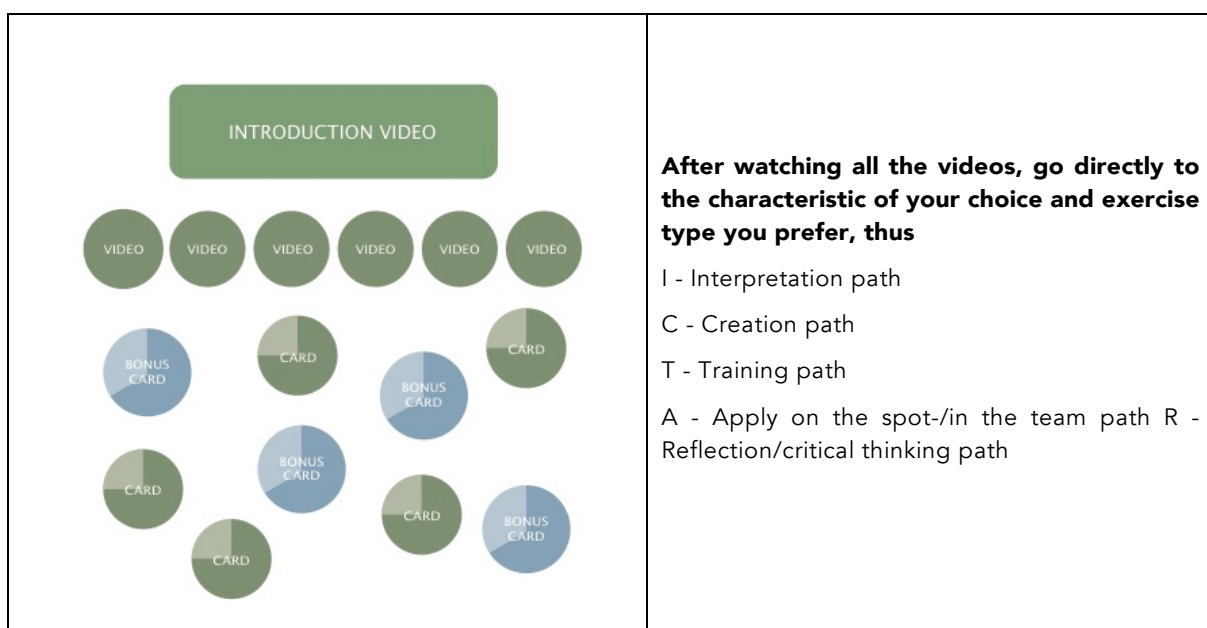 INTRODUCTION VIDEO
VIDEO VIDEO VIDEO VIDEO VIDEO VIDEO
BONUS
CARD
CARD
BONUS
CARD
CARD
CARD
BONUS
CARD
CARD
CARD
BONUS
CARD
After watching all the videos, go directly to
the characteristic of your choice and exercise
type you prefer, thus
I - Interpretation path
C - Creation path
T - Training path
A - Apply on the spot-/in the team path R -
Reflection/critical thinking path